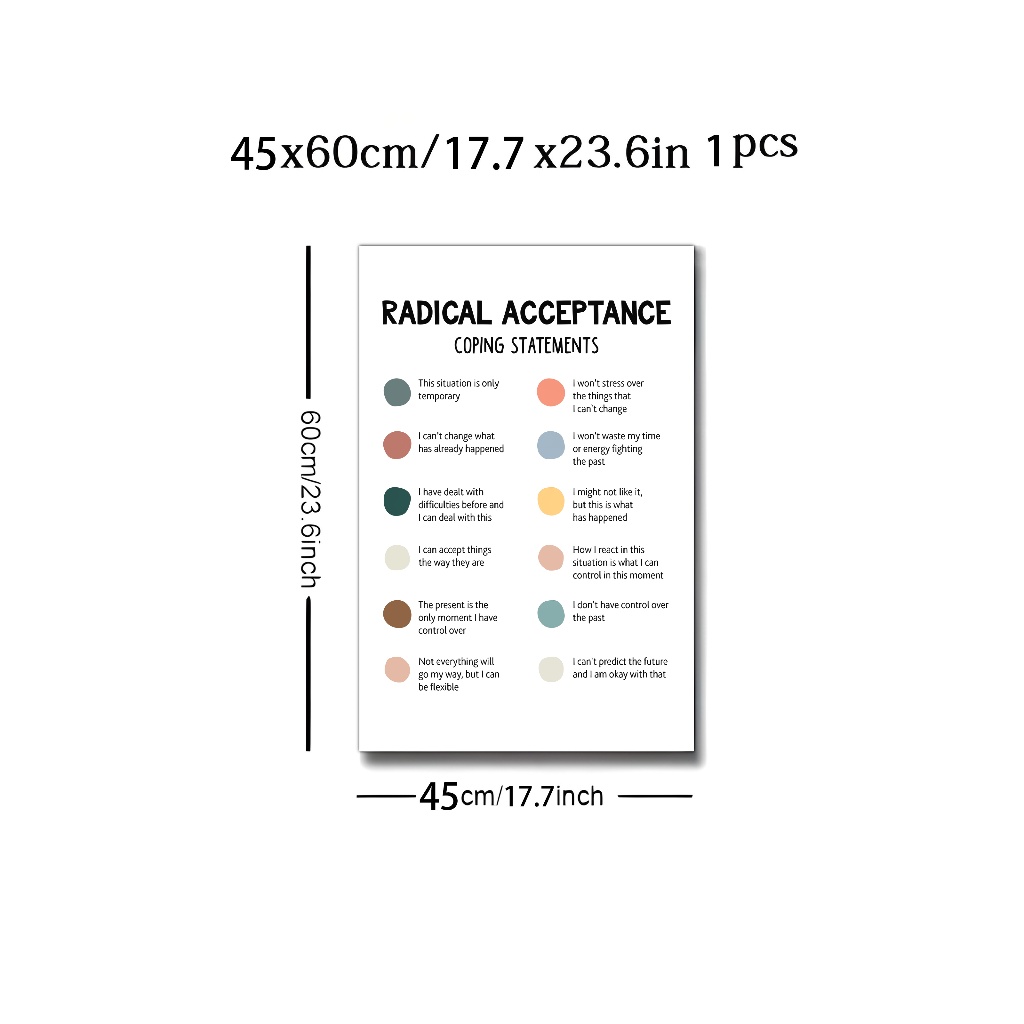 45x60cm/17.7 x23.6in 1pcs
60cm/23.6inch
RADICAL ACCEPTANCE
COPING STATEMENTS
This situation is only
temporary
I can't change what
has already happened
I have dealt with
difficulties before and
I can deal with this
I can accept things
the way they are
The present is the
only moment I have
control over
Not everything will
go my way, but I can
be flexible
I won't stress over
the things that
I can't change
I won't waste my time
or energy fighting
the past
I might not like it,
but this is what
has happened
How I react in this
situation is what I can
control in this moment
I don't have control over
the past
I can't predict the future
and I am okay with that
45cm/17.7inch